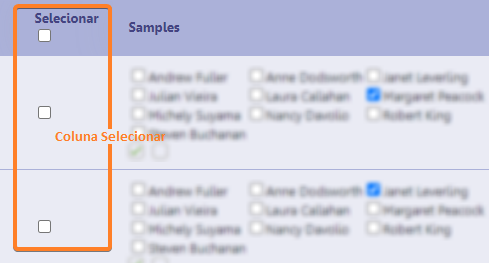 Selecionar
Samples
Andrew Fuller Anne Dodsworth Janet Leverling
Julian Vieira Laura Callahan Margaret Peacock
Michely Suyama Nancy Davolio Robert King
Steven Buchanan
Coluna Selecionar
Andrew Fuller Anne Dodsworth Janet Leverling
Julian Vieira Laura Callahan Margaret Peacock
Michely Suyama Nancy Davolio Robert King
Steven Buchanan